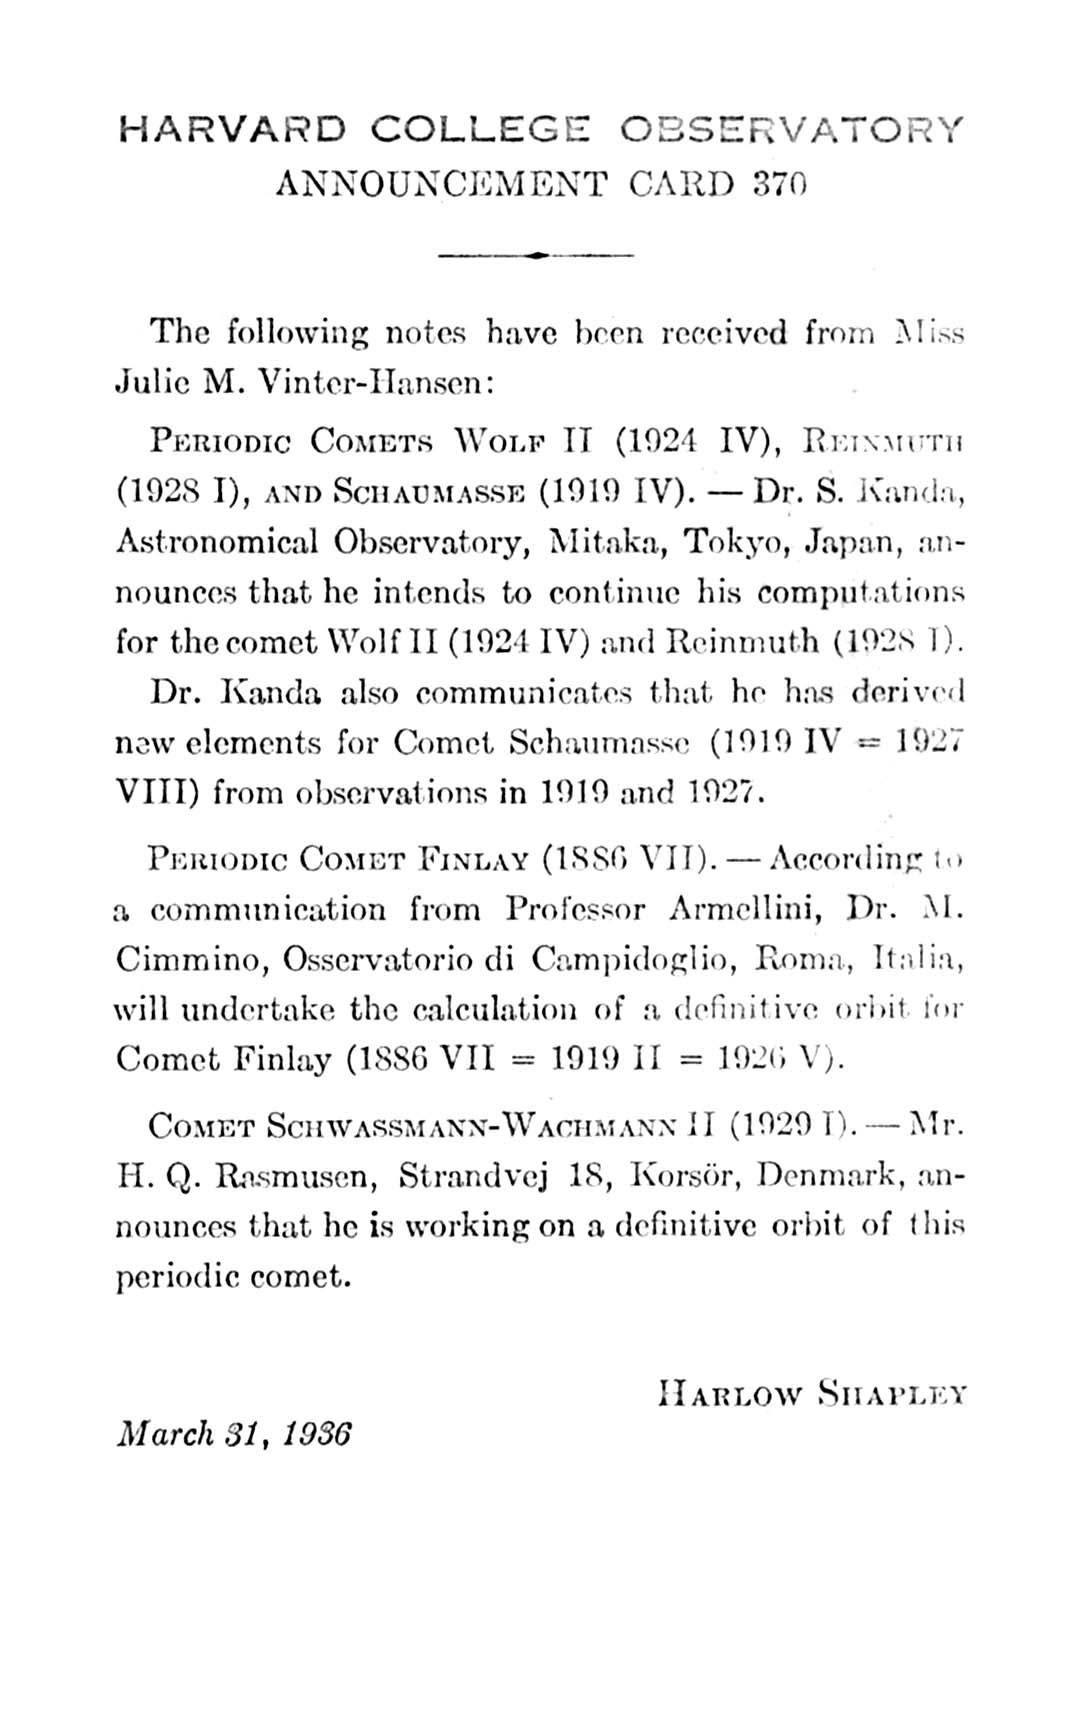 HARVARD COLLEGE OBSERVATORY
ANNOUNCEMENT CARD 370
The following notes have been received from Miss
Julie M. Vinter-Hansen:
PERIODIC COMETS WOLF II (1924 IV), REINMUTH
(1928 I), AND SCHAUMASSE (1919 IV). — Dr. S. Kanda,
Astronomical Observatory, Mitaka, Tokyo, Japan, an-
nounces that he intends to continue his computations
for the comet Wolf II (1924 IV) and Reinmuth (1928 I).
Dr. Kanda also communicates that he has derived
new elements for Comet Schaumasse (1919 IV = 1927
VIII) from observations in 1919 and 1927.
PERIODIC COMET FINLAY (1886 VII). — According to
a communication from Professor Armellini, Dr. M.
Cimmino, Osservatorio di Campidoglio, Roma, Italia,
will undertake the calculation of a definitive orbit for
Comet Finlay (1886 VII = 1919 II = 1926 V).
COMET SCHWASSMANN-WACHMANN II (1929 I). — Mr.
H. Q. Rasmusen, Strandvej 18, Korsör, Denmark, an-
nounces that he is working on a definitive orbit of this
periodic comet.
HARLOW SHAPLEY
March 31, 1936